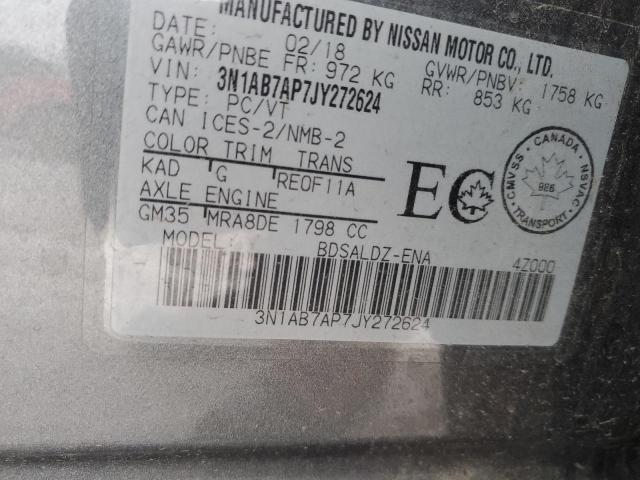 MANUFACTURED BY NISSAN MOTOR CO., LTD.
DATE: 02/18 GVWR/PNBV: 1758 KG
GAWR/PNBE FR: 972 KG RR: 853 KG
VIN: 3N1AB7AP7JY272624
TYPE: PC/VT
CAN ICES-2/NMB-2
COLOR TRIM TRANS
KAD G RE0F11A
AXLE ENGINE
GM35 MRA8DE 1798 CC
EC
CMVSS CANADA NSVAC
TRANSPORT
MODEL: BDSALDZ-ENA 4Z000
3N1AB7AP7JY272624